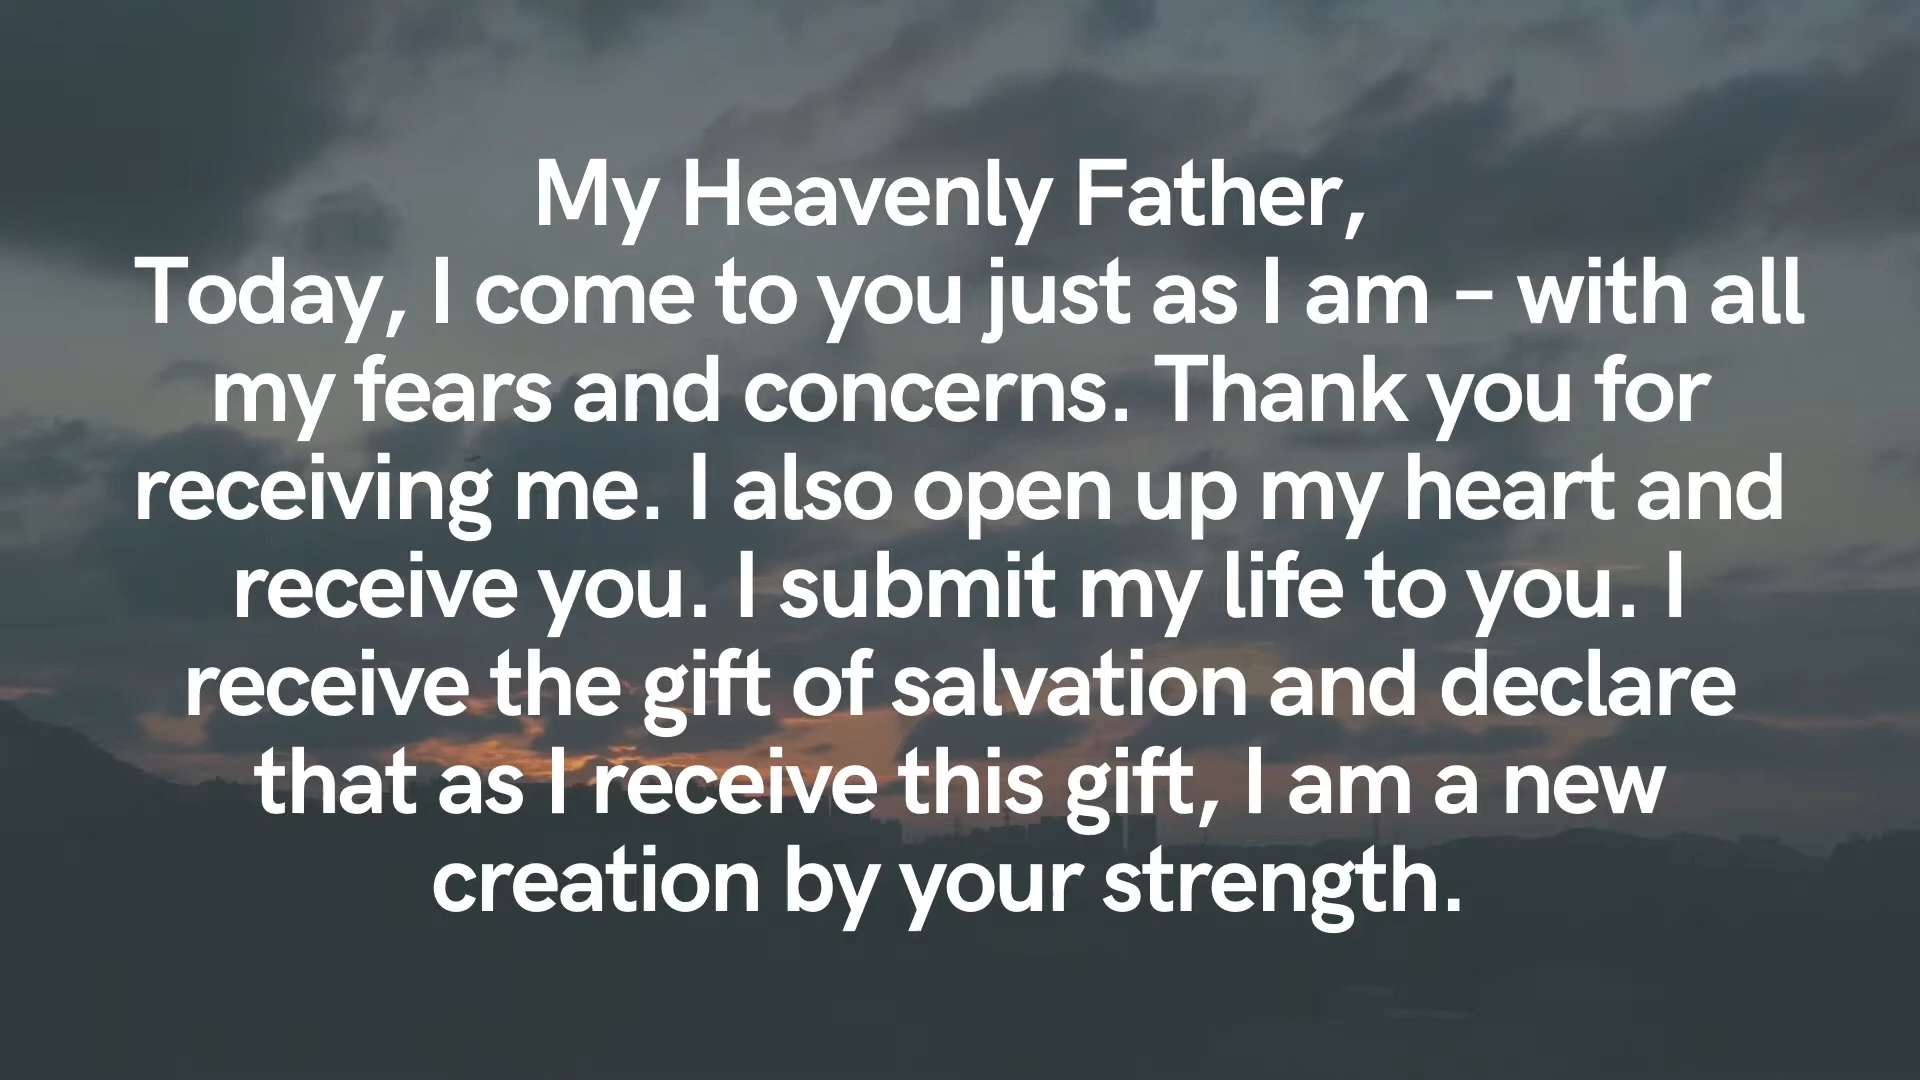 My Heavenly Father,
Today, I come to you just as I am – with all
my fears and concerns. Thank you for
receiving me. I also open up my heart and
receive you. I submit my life to you. I
receive the gift of salvation and declare
that as I receive this gift, I am a new
creation by your strength.